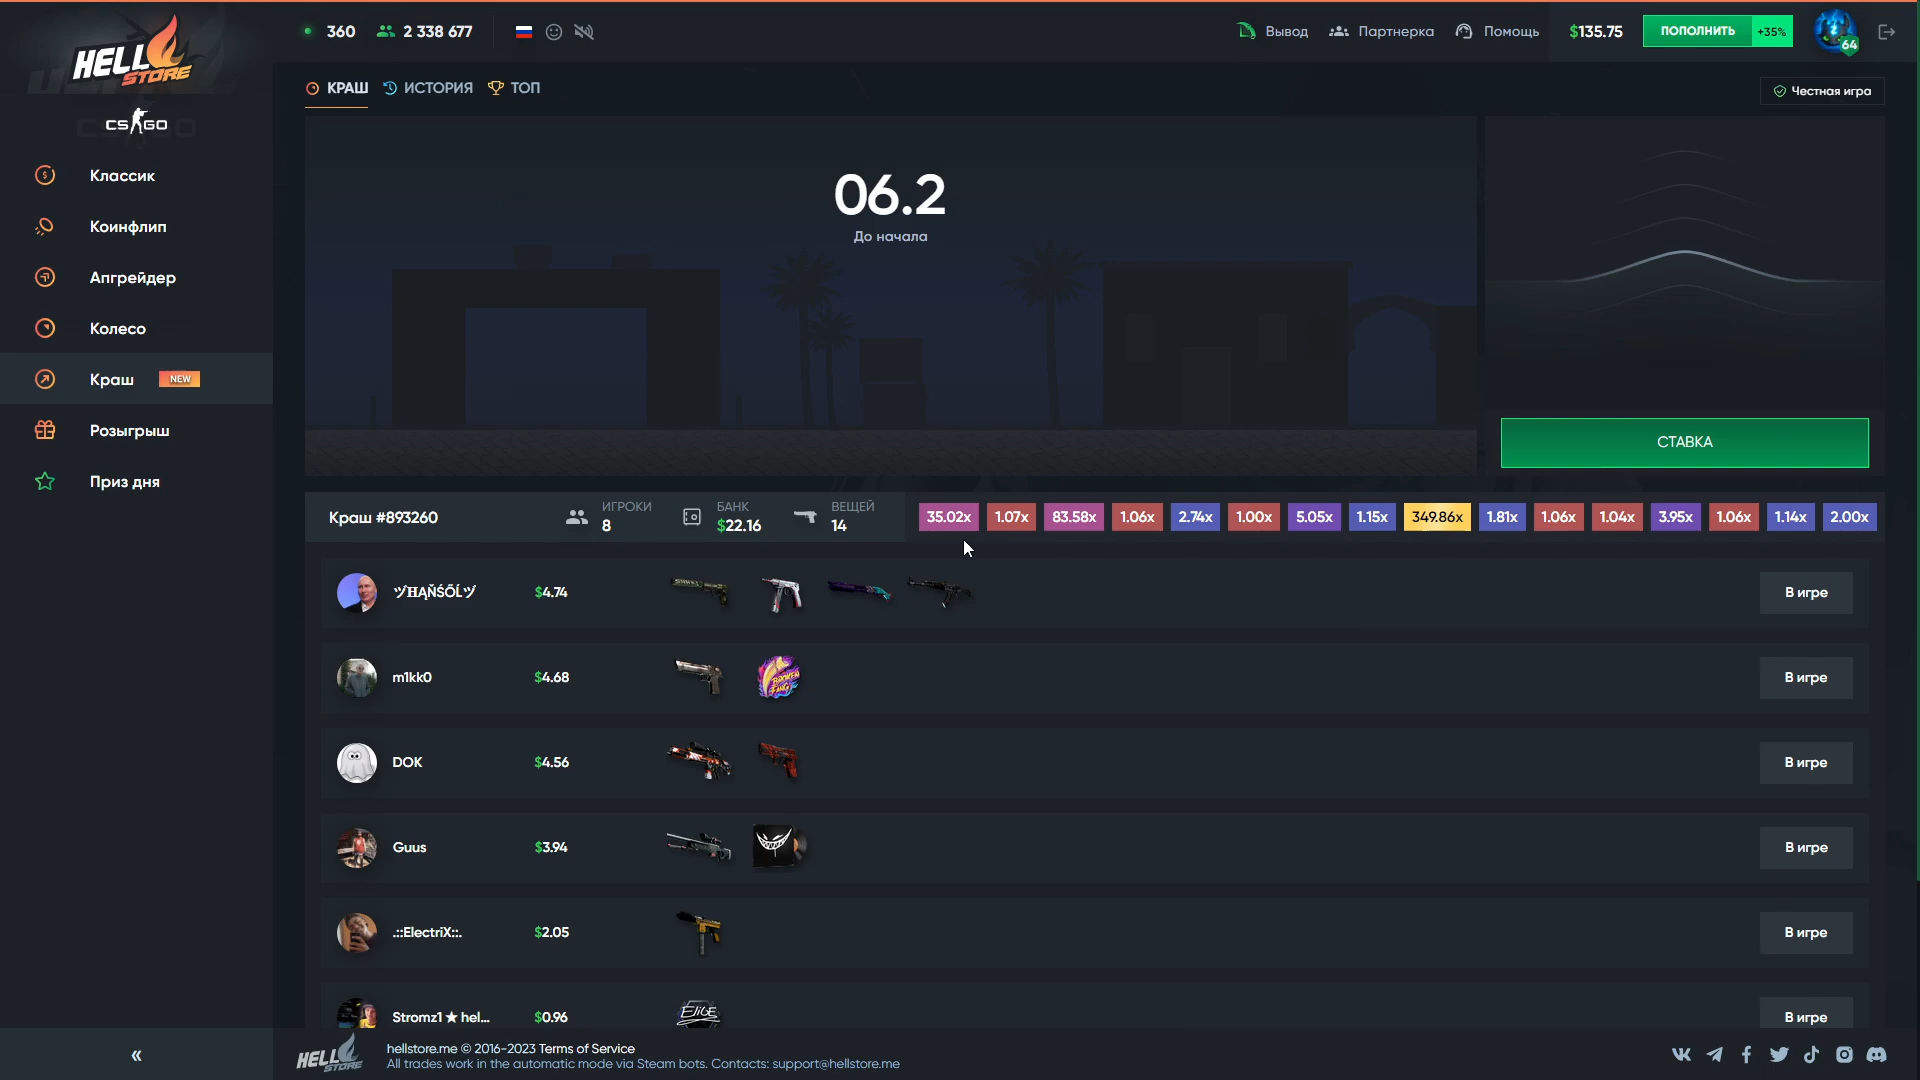 HELL
STORE
360
2 338 677
Вывод
Партнерка
Помощь
$135.75
ПОПОЛНИТЬ
+35%
64
КРАШ
ИСТОРИЯ
ТОП
Честная игра
CS GO
Классик
Коинфлип
Апгрейдер
Колесо
Краш
NEW
Розыгрыш
Приз дня
06.2
До начала
СТАВКА
Краш #893260
ИГРОКИ
8
БАНК
$22.16
ВЕЩЕЙ
14
35.02x
1.07x
83.58x
1.06x
2.74x
1.00x
5.05x
1.15x
349.86x
1.81x
1.06x
1.04x
3.95x
1.06x
1.14x
2.00x
$4.74
В игре
m1kk0
$4.68
BROKEN
FANG
В игре
DOK
$4.56
В игре
Guus
$3.94
В игре
.::ElectriX::.
$2.05
В игре
Stromz1 ★ hel...
$0.96
Elige
В игре
«
HELL
STORE
hellstore.me © 2016-2023 Terms of Service
All trades work in the automatic mode via Steam bots. Contacts: support@hellstore.me